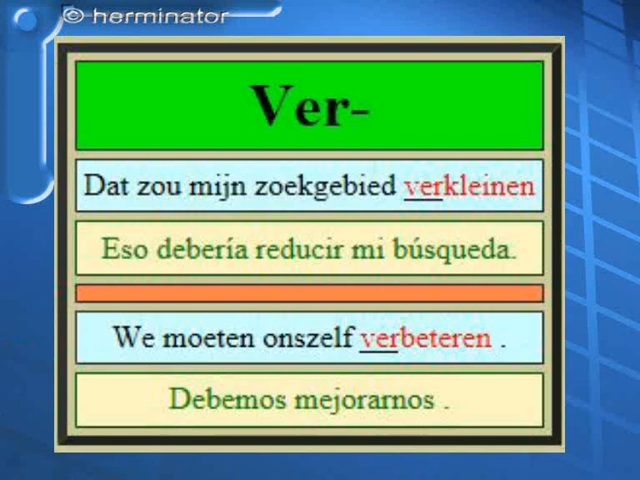 © herminator
Ver-
Dat zou mijn zoekgebied verkleinen
Eso debería reducir mi búsqueda.
We moeten onszelf verbeteren .
Debemos mejorarnos .